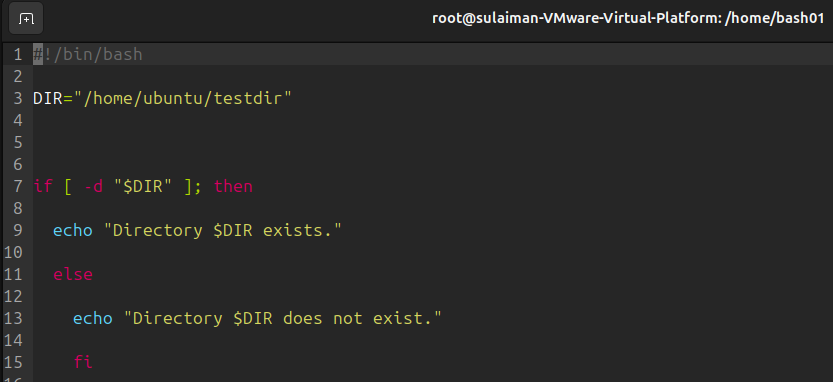 root@sulaiman-VMware-Virtual-Platform: /home/bash01
1 #!/bin/bash
2
3 DIR="/home/ubuntu/testdir"
4
5
6
7 if [ -d "$DIR" ]; then
8
9 echo "Directory $DIR exists."
10
11 else
12
13 echo "Directory $DIR does not exist."
14
15 fi
16